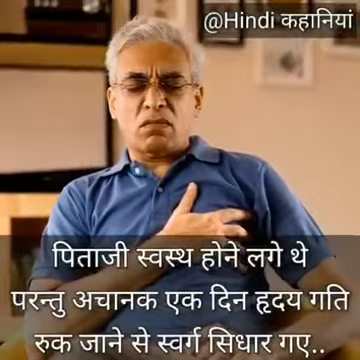 @Hindi कहानियां
पिताजी स्वस्थ होने लगे थे
परन्तु अचानक एक दिन हृदय गति
रुक जाने से स्वर्ग सिधार गए..